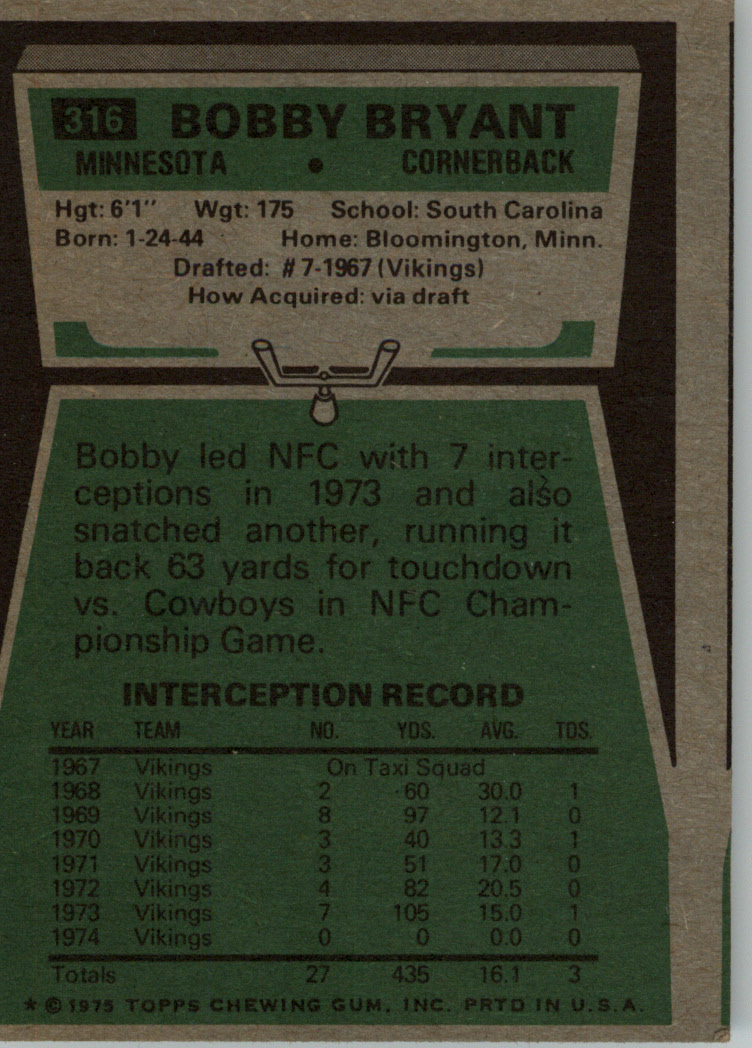 316 BOBBY BRYANT
MINNESOTA • CORNERBACK
Hgt: 6'1" Wgt: 175 School: South Carolina
Born: 1-24-44 Home: Bloomington, Minn.
Drafted: #7-1967 (Vikings)
How Acquired: via draft
Bobby led NFC with 7 inter-
ceptions in 1973 and also
snatched another, running it
back 63 yards for touchdown
vs. Cowboys in NFC Cham-
pionship Game.
INTERCEPTION RECORD
YEAR TEAM NO. YDS. AVG. TDS.
1967 Vikings On Taxi Squad
1968 Vikings 2 60 30.0 1
1969 Vikings 8 97 12.1 0
1970 Vikings 3 40 13.3 1
1971 Vikings 3 51 17.0 0
1972 Vikings 4 82 20.5 0
1973 Vikings 7 105 15.0 1
1974 Vikings 0 0 0.0 0
Totals 27 435 16.1 3
* © 1975 TOPPS CHEWING GUM, INC. PRTD IN U.S.A.